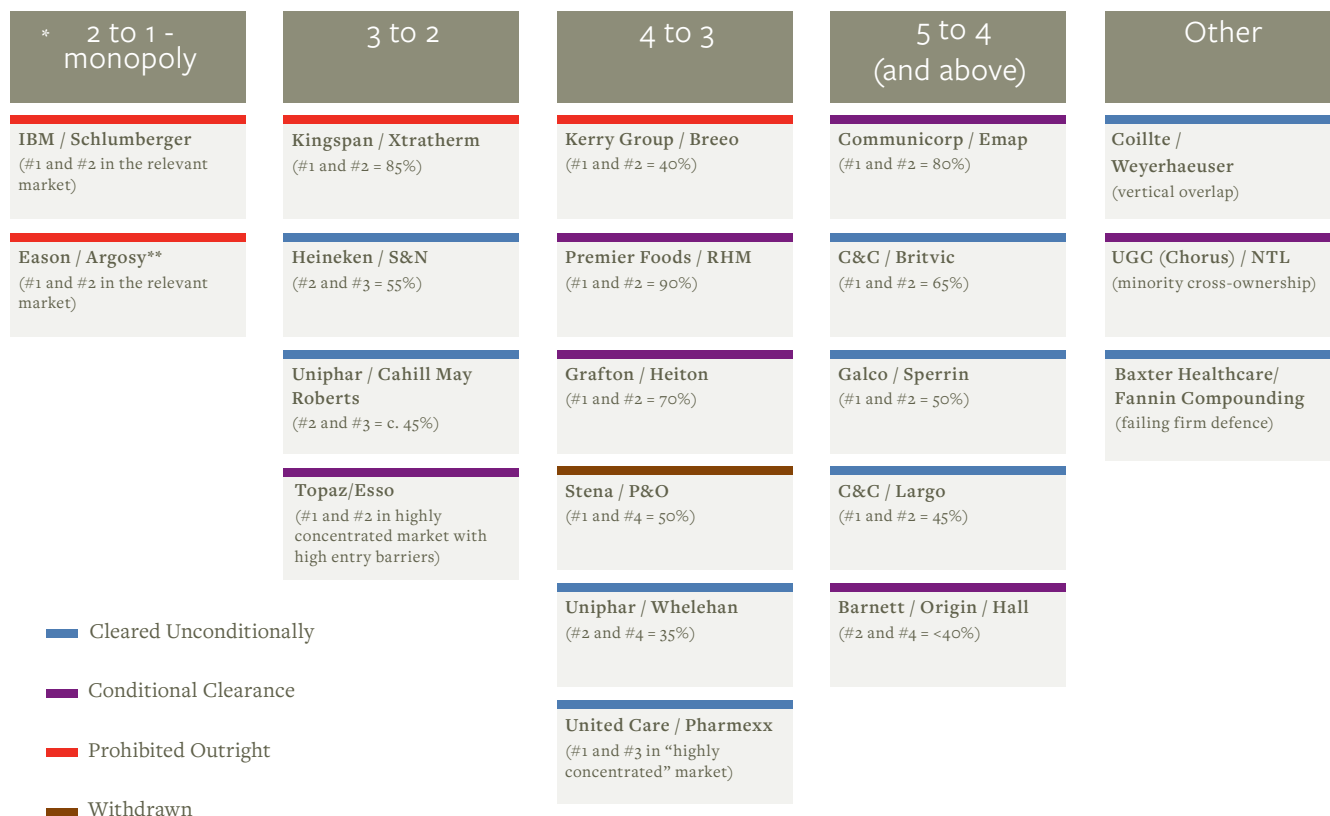 * 2 to 1 -
monopoly
IBM / Schlumberger
(#1 and #2 in the relevant
market)
Eason / Argosy**
(#1 and #2 in the relevant
market)
3 to 2
Kingspan / Xtratherm
(#1 and #2 = 85%)
Heineken / S&N
(#2 and #3 = 55%)
Uniphar / Cahill May
Roberts
(#2 and #3 = c. 45%)
Topaz/Esso
(#1 and #2 in highly
concentrated market with
high entry barriers)
4 to 3
Kerry Group / Breeo
(#1 and #2 = 40%)
Premier Foods / RHM
(#1 and #2 = 90%)
Grafton / Heiton
(#1 and #2 = 70%)
Stena / P&O
(#1 and #4 = 50%)
Uniphar / Whelehan
(#2 and #4 = 35%)
United Care / Pharmexx
(#1 and #3 in “highly
concentrated” market)
5 to 4
(and above)
Communicorp / Emap
(#1 and #2 = 80%)
C&C / Britvic
(#1 and #2 = 65%)
Galco / Sperrin
(#1 and #2 = 50%)
C&C / Largo
(#1 and #2 = 45%)
Barnett / Origin / Hall
(#2 and #4 = <40%)
Other
Coillte /
Weyerhaeuser
(vertical overlap)
UGC (Chorus) / NTL
(minority cross-ownership)
Baxter Healthcare/
Fannin Compounding
(failing firm defence)
Cleared Unconditionally
Conditional Clearance
Prohibited Outright
Withdrawn